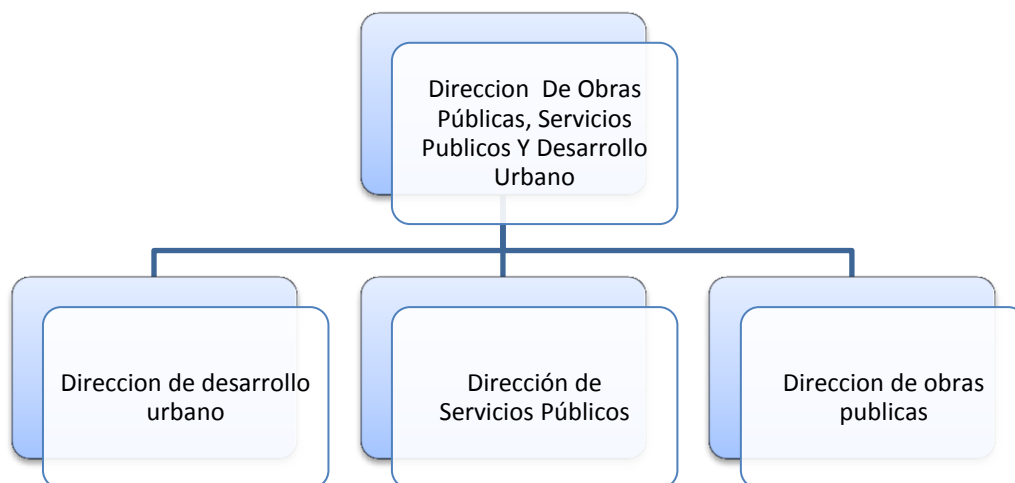 Direccion De Obras
Públicas, Servicios
Publicos Y Desarrollo
Urbano
Direccion de desarrollo
urbano
Dirección de
Servicios Públicos
Direccion de obras
publicas